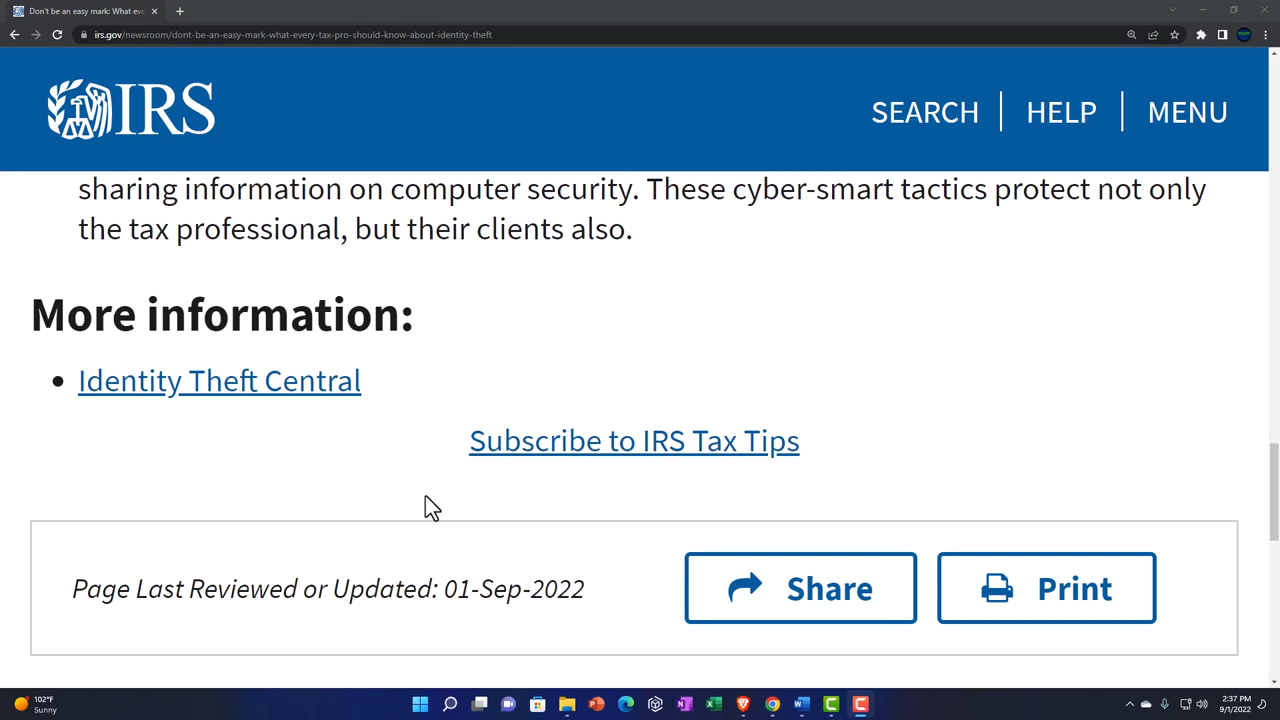 Don't be an easy mark: What eve
irs.gov/newsroom/dont-be-an-easy-mark-what-every-tax-pro-should-know-about-identity-theft
IRS
SEARCH
HELP
MENU
sharing information on computer security. These cyber-smart tactics protect not only
the tax professional, but their clients also.
More information:
Identity Theft Central
Subscribe to IRS Tax Tips
Page Last Reviewed or Updated: 01-Sep-2022
Share
Print
102°F
Sunny
2:37 PM
9/1/2022